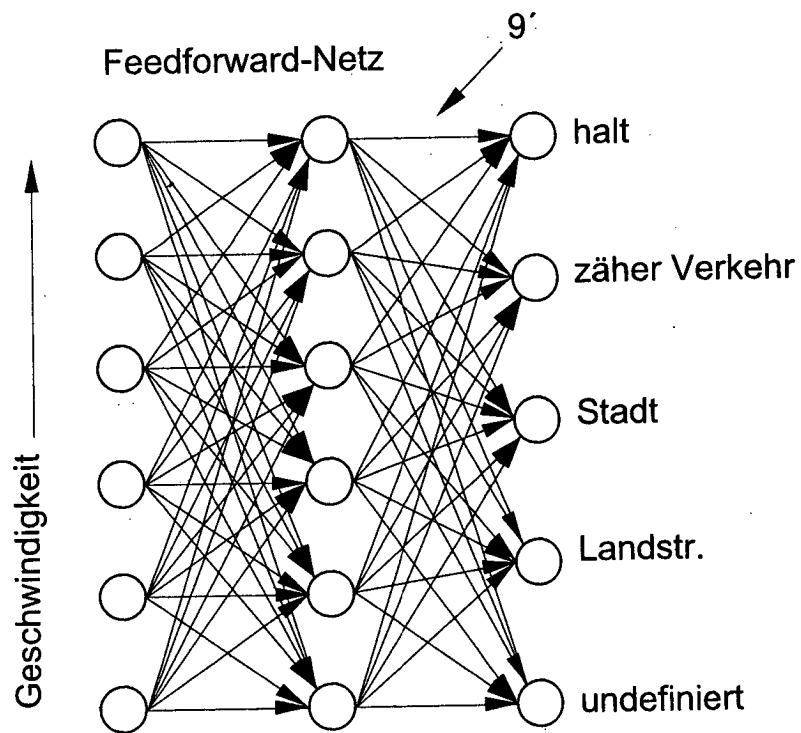 9´
Feedforward-Netz
halt
zäher Verkehr
Stadt
Landstr.
undefiniert
Geschwindigkeit